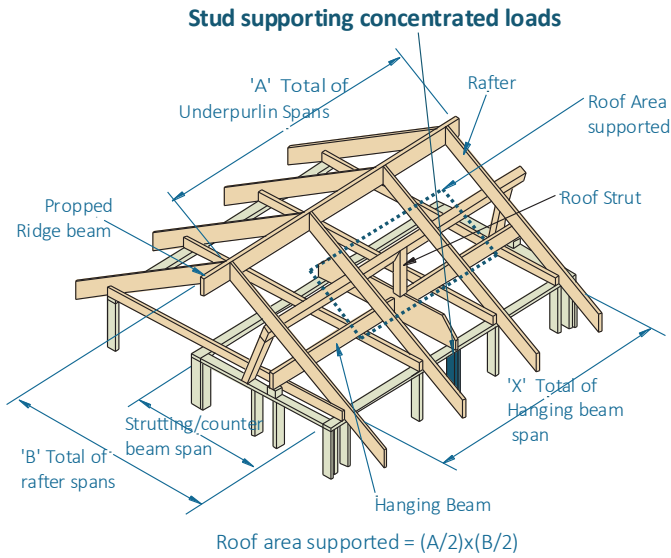 Stud supporting concentrated loads
'A' Total of
Underpurlin Spans
Rafter
Roof Area
supported
Propped
Ridge beam
Roof Strut
'X' Total of
Hanging beam
span
Strutting/counter
beam span
'B' Total of
rafter spans
Hanging Beam
Roof area supported = (A/2)x(B/2)